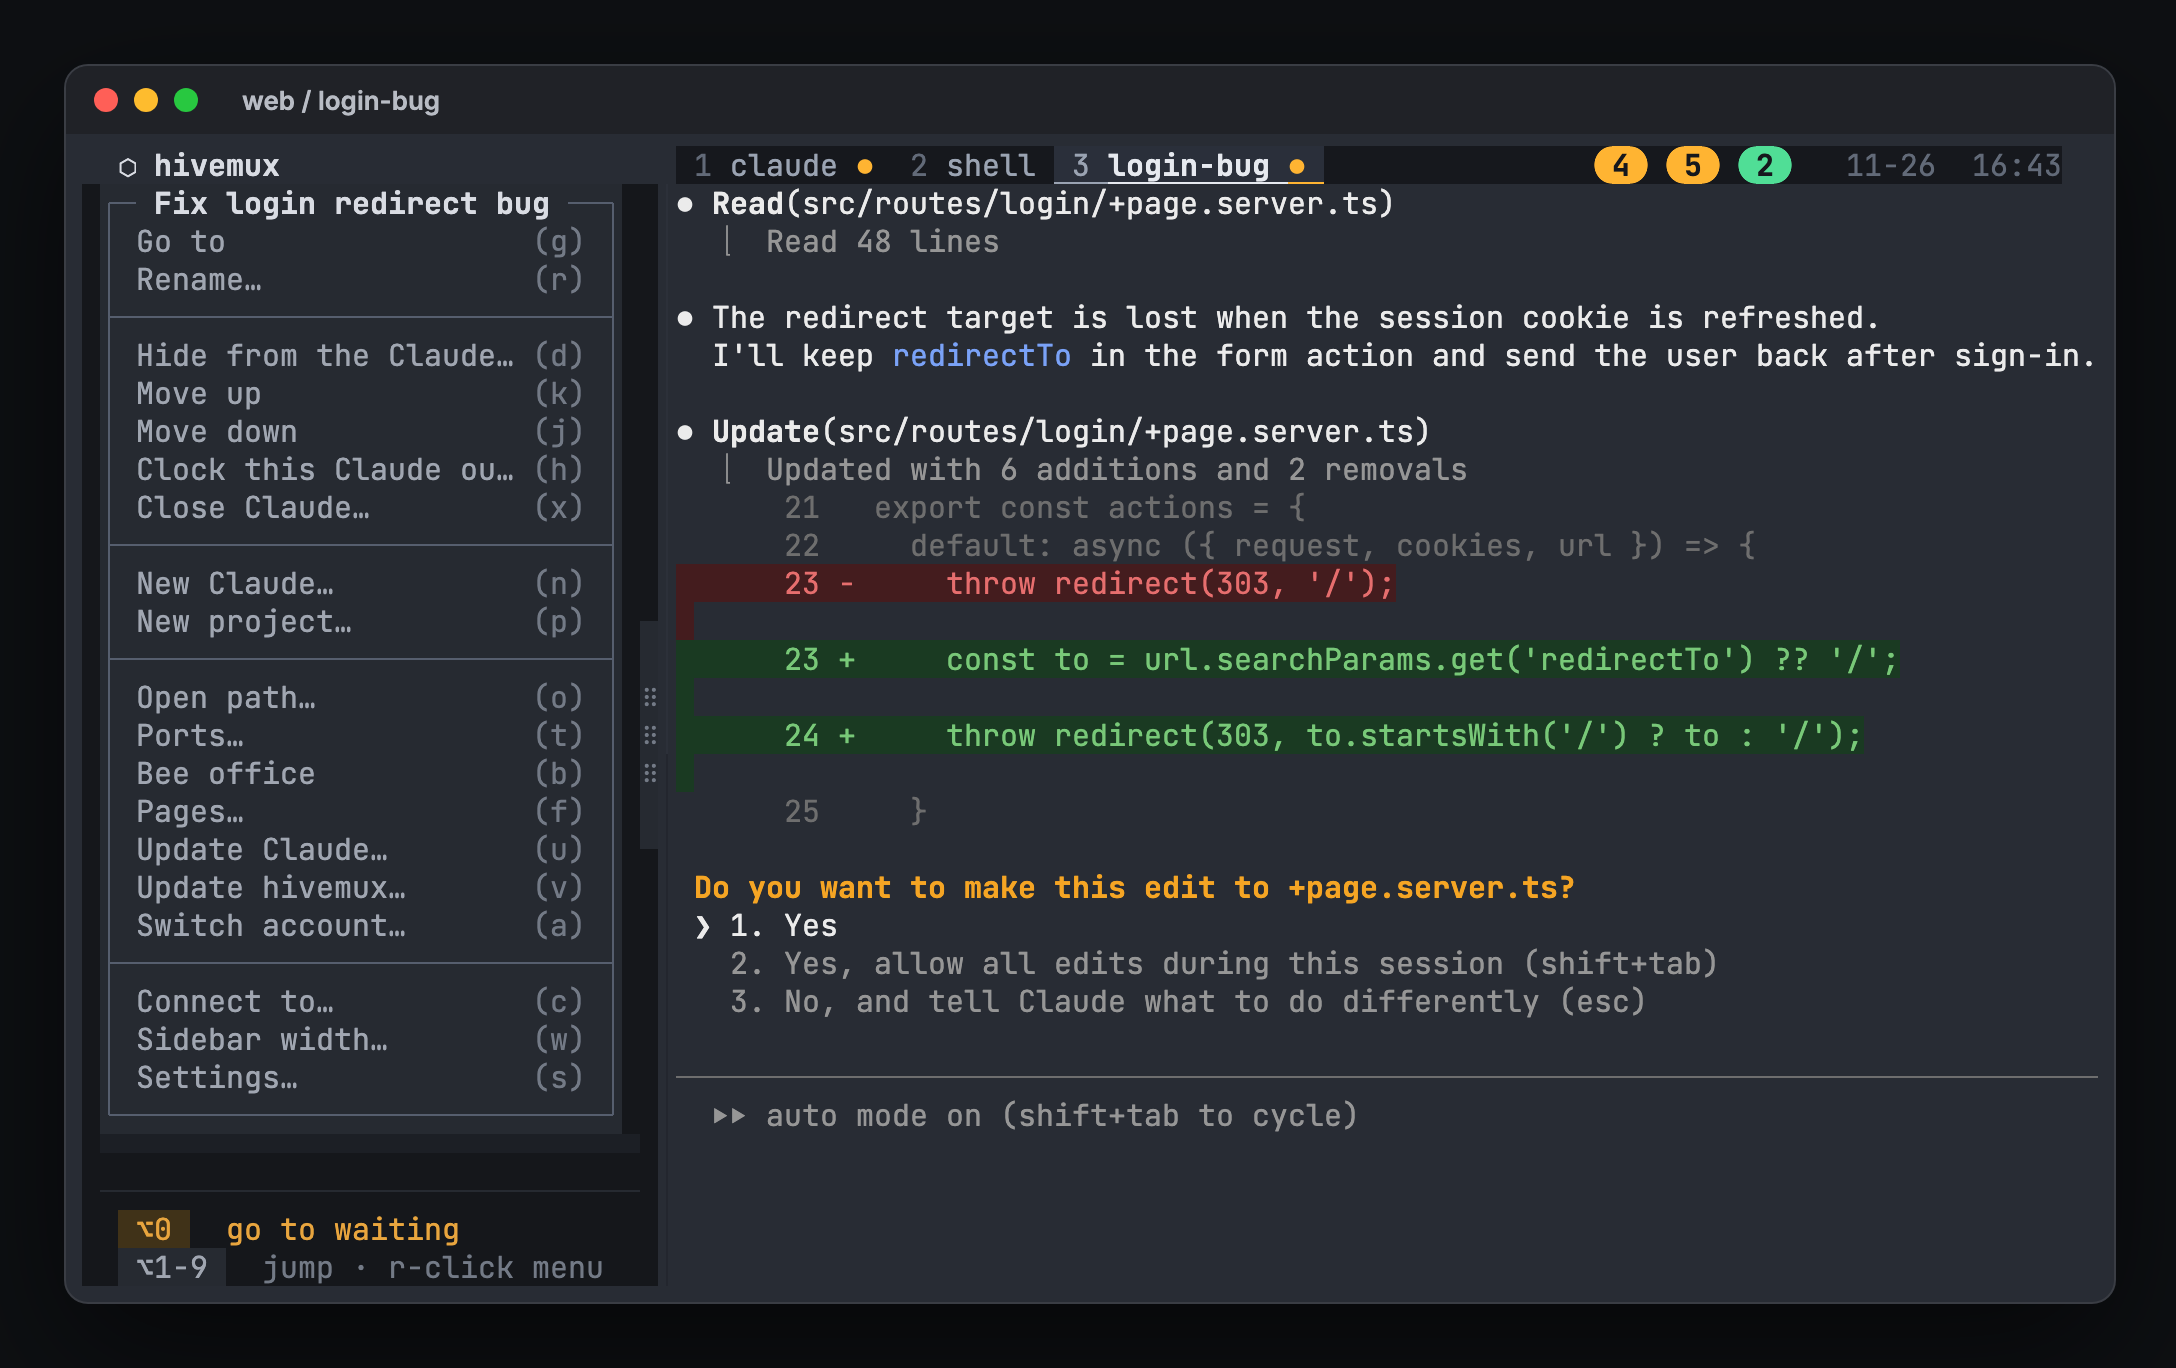 web / login-bug
⬡ hivemux
Fix login redirect bug
Go to (g)
Rename… (r)
Hide from the Claude… (d)
Move up (k)
Move down (j)
Clock this Claude ou… (h)
Close Claude… (x)
New Claude… (n)
New project… (p)
Open path… (o)
Ports… (t)
Bee office (b)
Pages… (f)
Update Claude… (u)
Update hivemux… (v)
Switch account… (a)
Connect to… (c)
Sidebar width… (w)
Settings… (s)
⌥0 go to waiting
⌥1-9 jump · r-click menu
1 claude ● 2 shell 3 login-bug ● 4 5 2 11-26 16:43
● Read(src/routes/login/+page.server.ts)
⎣ Read 48 lines
● The redirect target is lost when the session cookie is refreshed.
I'll keep redirectTo in the form action and send the user back after sign-in.
● Update(src/routes/login/+page.server.ts)
⎣ Updated with 6 additions and 2 removals
21 export const actions = {
22 default: async ({ request, cookies, url }) => {
23 - throw redirect(303, '/');
23 + const to = url.searchParams.get('redirectTo') ?? '/';
24 + throw redirect(303, to.startsWith('/') ? to : '/');
25 }
Do you want to make this edit to +page.server.ts?
❯ 1. Yes
2. Yes, allow all edits during this session (shift+tab)
3. No, and tell Claude what to do differently (esc)
▸▸ auto mode on (shift+tab to cycle)